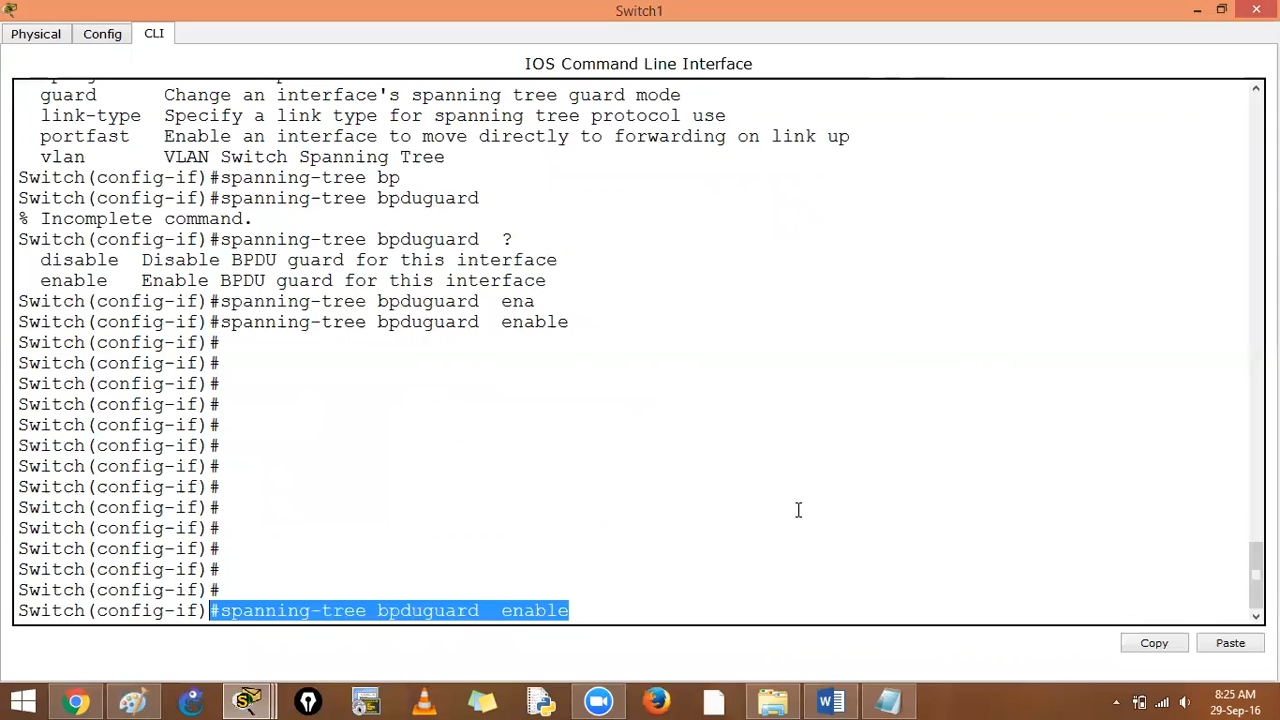 Switch1
Physical Config CLI
IOS Command Line Interface
guard Change an interface's spanning tree guard mode
link-type Specify a link type for spanning tree protocol use
portfast Enable an interface to move directly to forwarding on link up
vlan VLAN Switch Spanning Tree
Switch(config-if)#spanning-tree bp
Switch(config-if)#spanning-tree bpduguard
% Incomplete command.
Switch(config-if)#spanning-tree bpduguard ?
disable Disable BPDU guard for this interface
enable Enable BPDU guard for this interface
Switch(config-if)#spanning-tree bpduguard ena
Switch(config-if)#spanning-tree bpduguard enable
Switch(config-if)#
Switch(config-if)#
Switch(config-if)#
Switch(config-if)#
Switch(config-if)#
Switch(config-if)#
Switch(config-if)#
Switch(config-if)#
Switch(config-if)#
Switch(config-if)#
Switch(config-if)#
Switch(config-if)#
Switch(config-if)#
Switch(config-if)#spanning-tree bpduguard enable
Copy Paste
8:25 AM
29-Sep-16